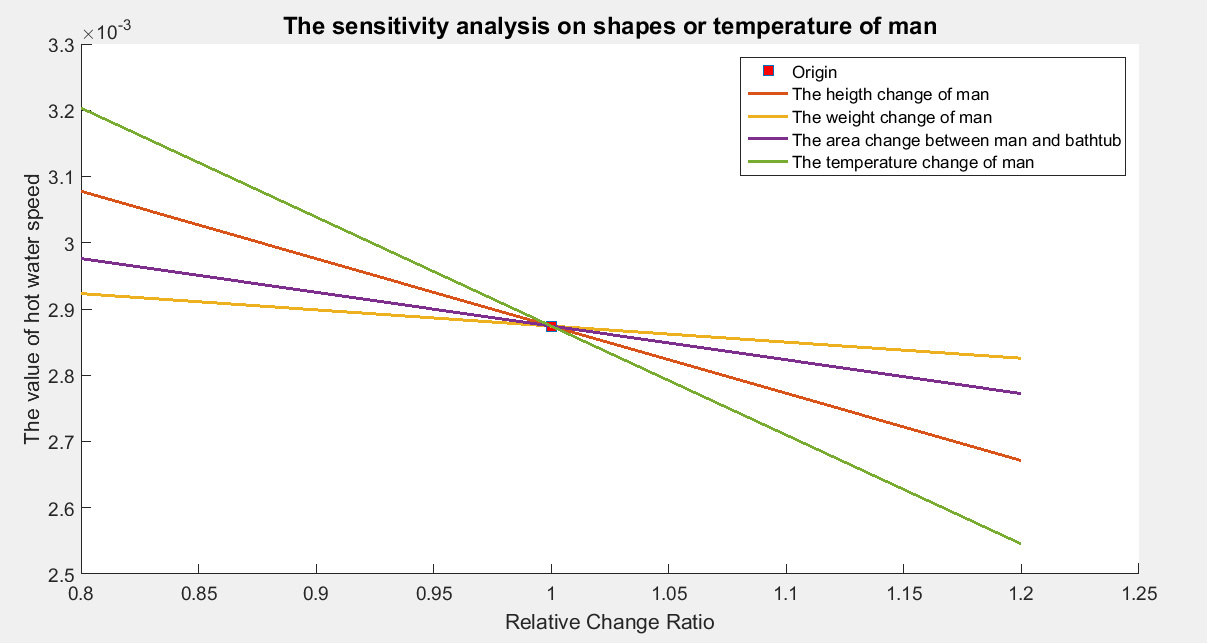 The sensitivity analysis on shapes or temperature of man
×10-3
3.3
3.2
3.1
3
2.9
2.8
2.7
2.6
2.5
The value of hot water speed
Origin
The heigth change of man
The weight change of man
The area change between man and bathtub
The temperature change of man
0.8 0.85 0.9 0.95 1 1.05 1.1 1.15 1.2 1.25
Relative Change Ratio